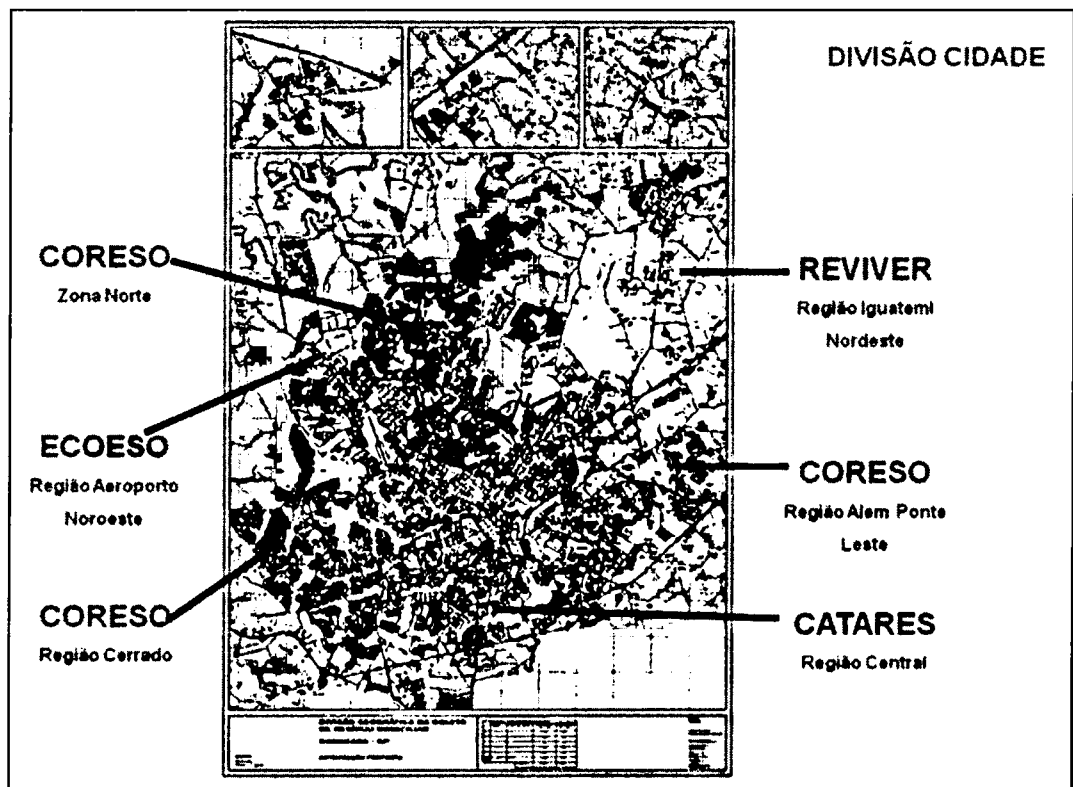 DIVISÃO CIDADE
CORESO
Zona Norte
ECOESO
Região Aeroporto
Noroeste
CORESO
Região Cerrado
REVIVER
Região Iguatemi
Nordeste
CORESO
Região Alem Ponte
Leste
CATARES
Região Central